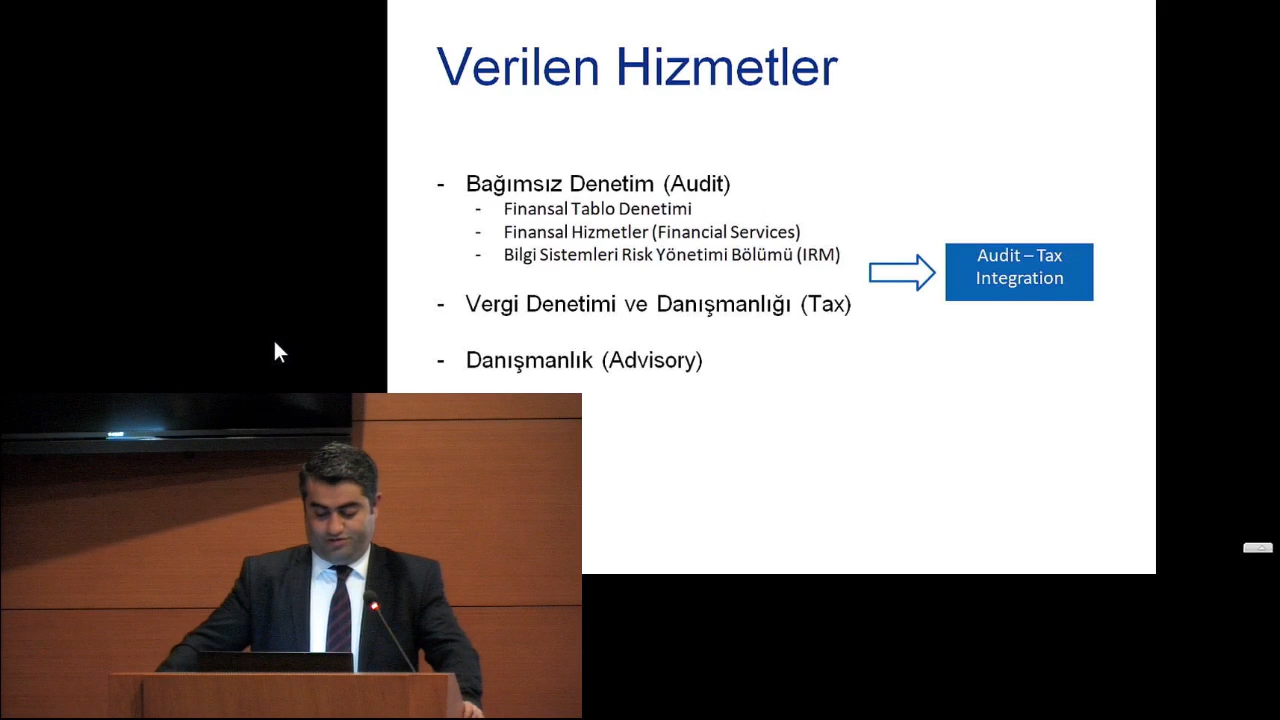 Verilen Hizmetler
- Bağımsız Denetim (Audit)
- Finansal Tablo Denetimi
- Finansal Hizmetler (Financial Services)
- Bilgi Sistemleri Risk Yönetimi Bölümü (IRM)
Audit – Tax
Integration
- Vergi Denetimi ve Danışmanlığı (Tax)
- Danışmanlık (Advisory)